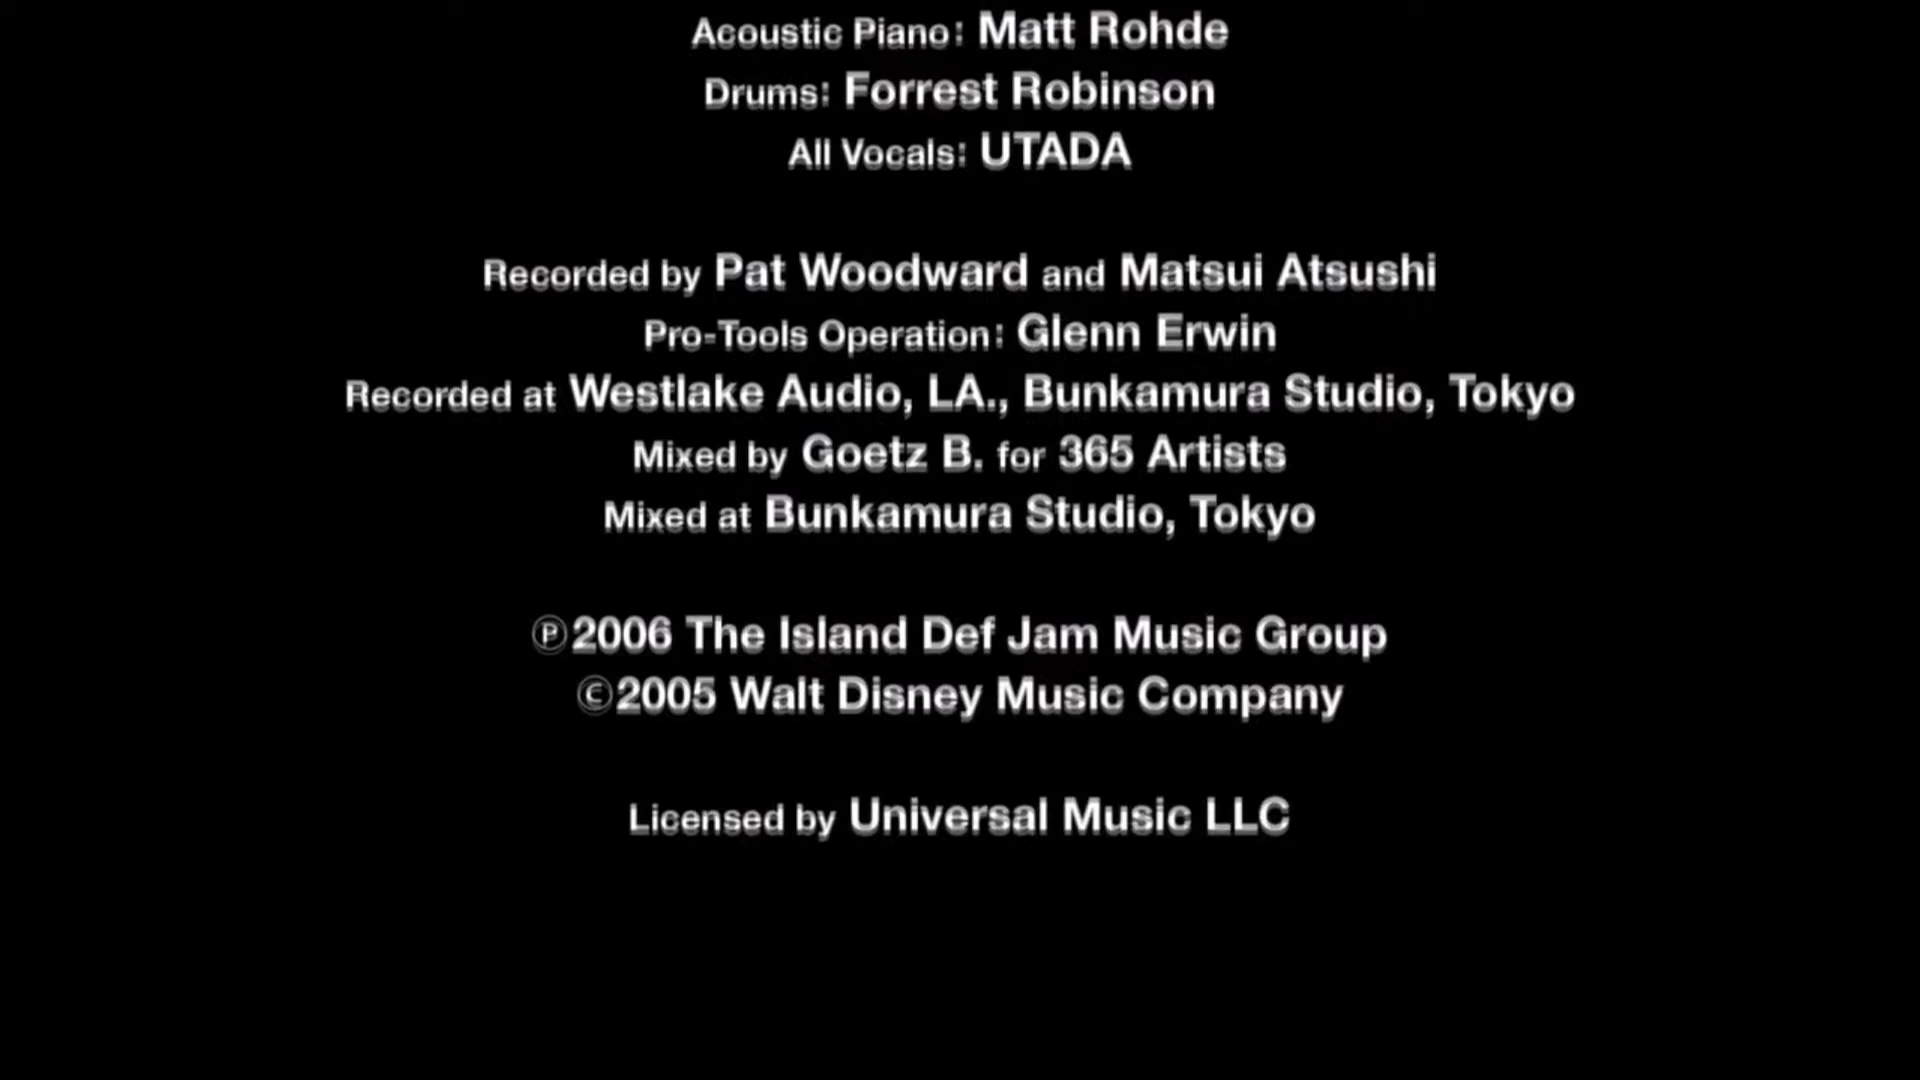 Acoustic Piano: Matt Rohde
Drums: Forrest Robinson
All Vocals: UTADA
Recorded by Pat Woodward and Matsui Atsushi
Pro-Tools Operation: Glenn Erwin
Recorded at Westlake Audio, LA., Bunkamura Studio, Tokyo
Mixed by Goetz B. for 365 Artists
Mixed at Bunkamura Studio, Tokyo
℗2006 The Island Def Jam Music Group
©2005 Walt Disney Music Company
Licensed by Universal Music LLC